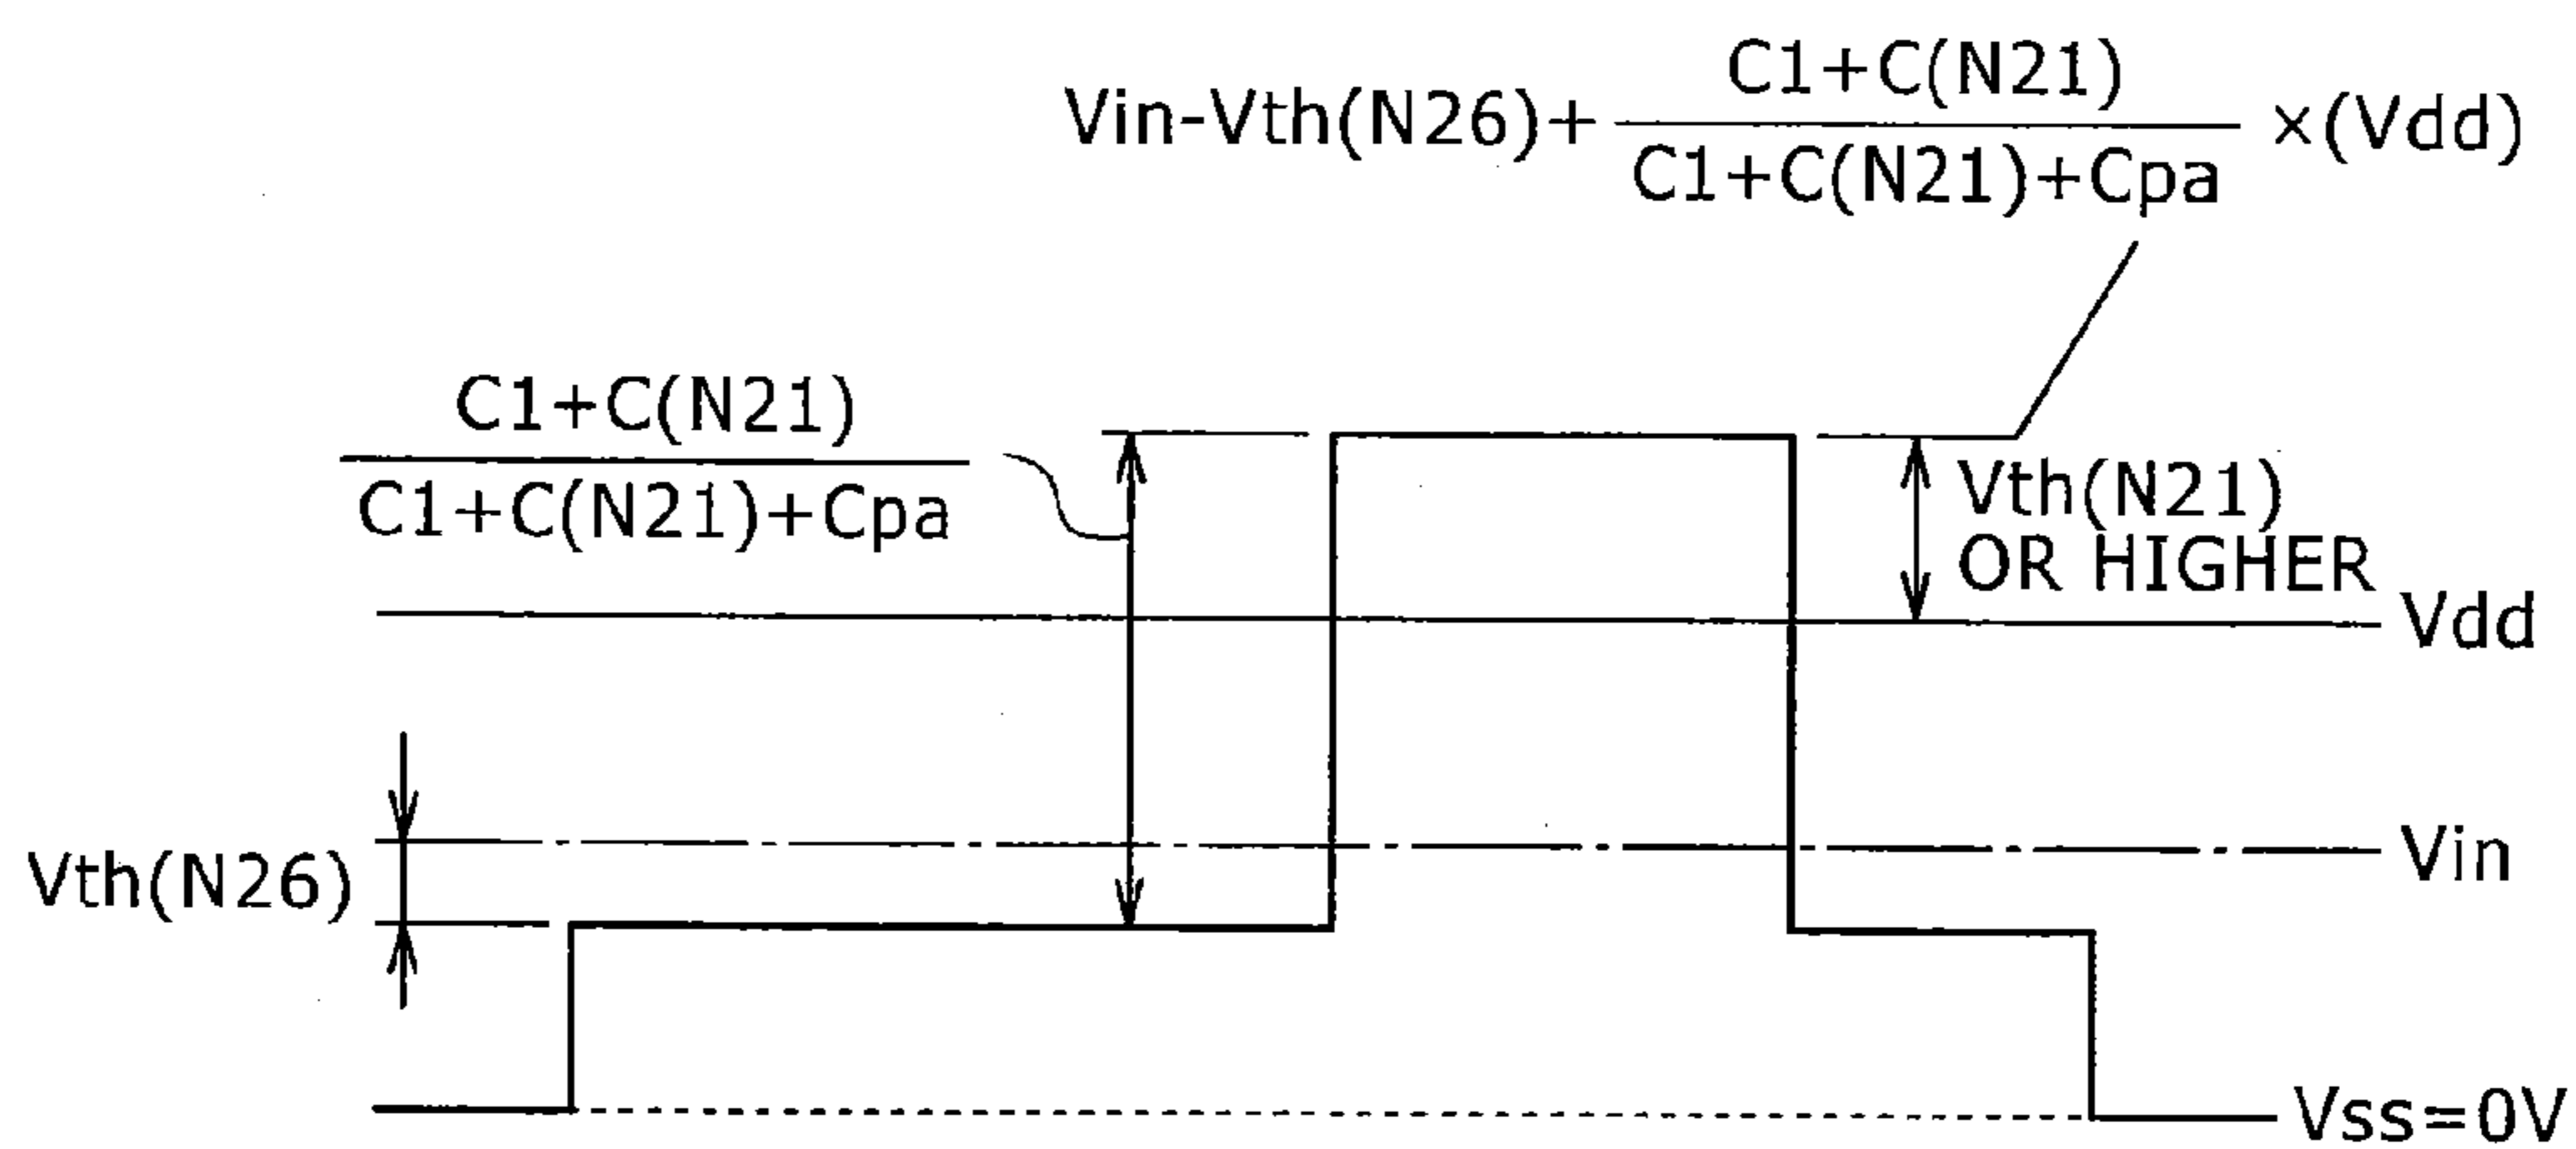 C1+C(N21)
Vin-Vth(N26)+ ×(Vdd)
C1+C(N21)+Cpa
C1+C(N21)
C1+C(N21)+Cpa
Vth(N21)
OR HIGHER
Vdd
Vin
Vth(N26)
Vss=0V